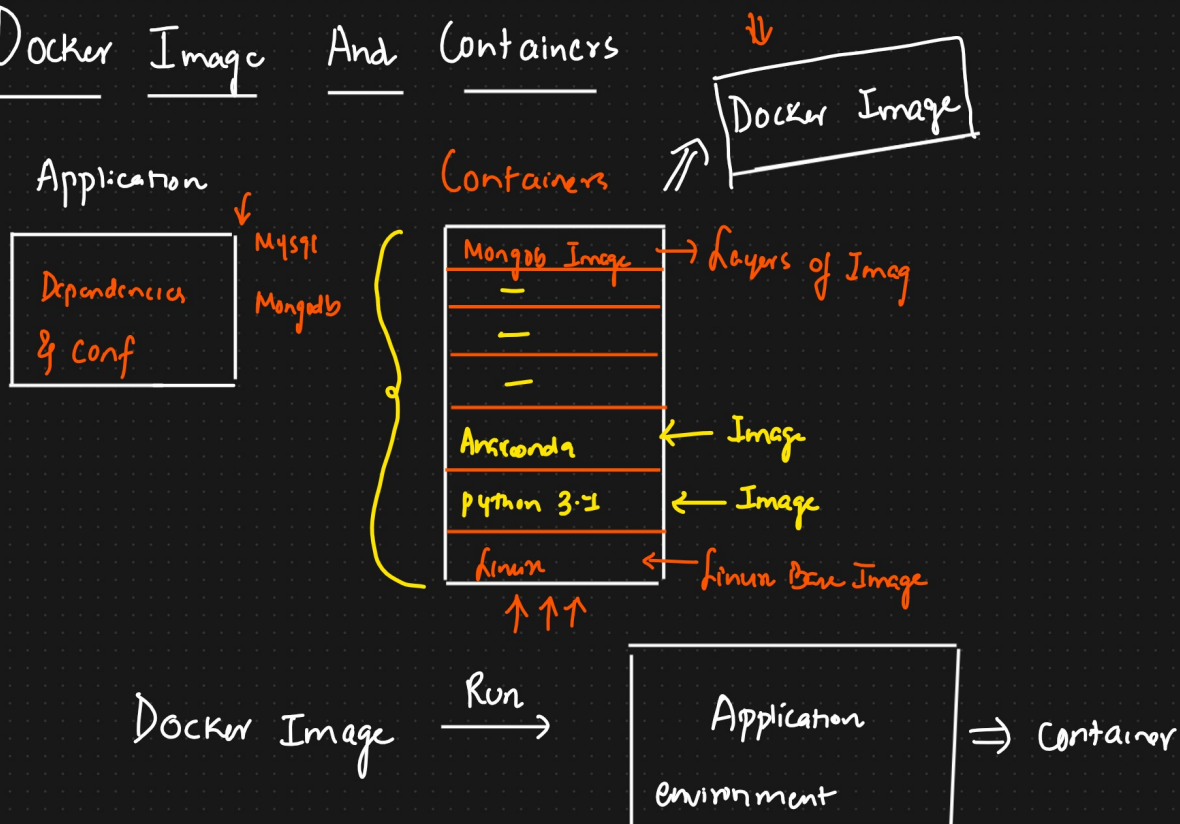 Docker Image And Containers
Docker Image
Application
Containers
Mysql
Mongodb
Dependencies
& Conf
Mongodb Image
Layers of Imag
Anaconda
Image
python 3.1
Image
Linux
Linux Base Image
Docker Image
Run
Application
environment
Container